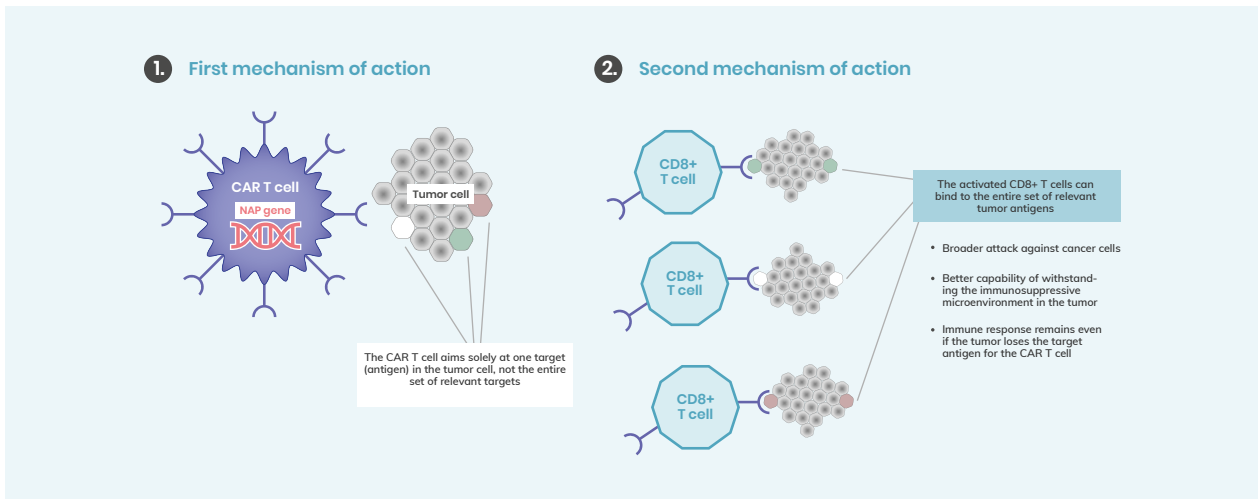 1. First mechanism of action
CAR T cell
NAP gene
Tumor cell
The CAR T cell aims solely at one target
(antigen) in the tumor cell, not the entire
set of relevant targets
2. Second mechanism of action
CD8+
T cell
CD8+
T cell
CD8+
T cell
The activated CD8+ T cells can
bind to the entire set of relevant
tumor antigens
• Broader attack against cancer cells
• Better capability of withstand-
ing the immunosuppressive
microenvironment in the tumor
• Immune response remains even
if the tumor loses the target
antigen for the CAR T cell